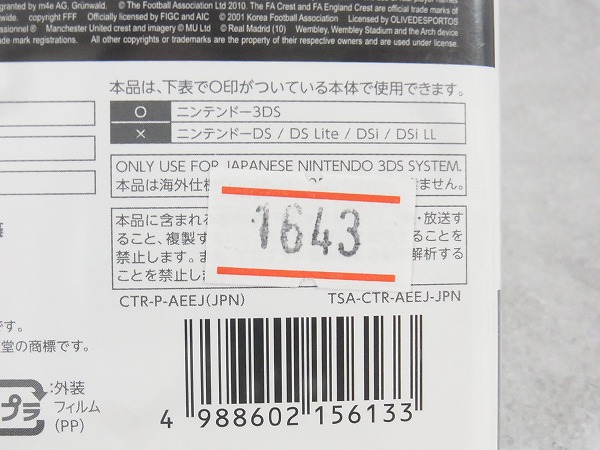 granted by m4e AG, Grünwald. © The Football Association Ltd 2010. The FA Crest and FA England Crest are official trade marks of
copyright FFF Officially licensed by FIGC and AIC © 2001 Korea Football Association Licensed by OLIVEDESPORTOS
Manchester United crest and imagery © MU Ltd © Real Madrid (10) Wembley, Wembley Stadium and the Arch device
mark registrations. All other copyrights or trademarks are the property of their respective owners and are used under license.
本品は、下表で○印がついている本体で使用できます。
○ ニンテンドー3DS
× ニンテンドーDS / DS Lite / DSi / DSi LL
ONLY USE FOR JAPANESE NINTENDO 3DS SYSTEM.
本品は海外仕様 ません。
本品に含まれる ・放送す
ること、複製す ることを
禁止します。 解析する
ことを禁止し
1643
CTR-P-AEEJ(JPN) TSA-CTR-AEEJ-JPN
です。
堂の商標です。
プラ
:外装
フィルム
(PP)
4 988602 156133